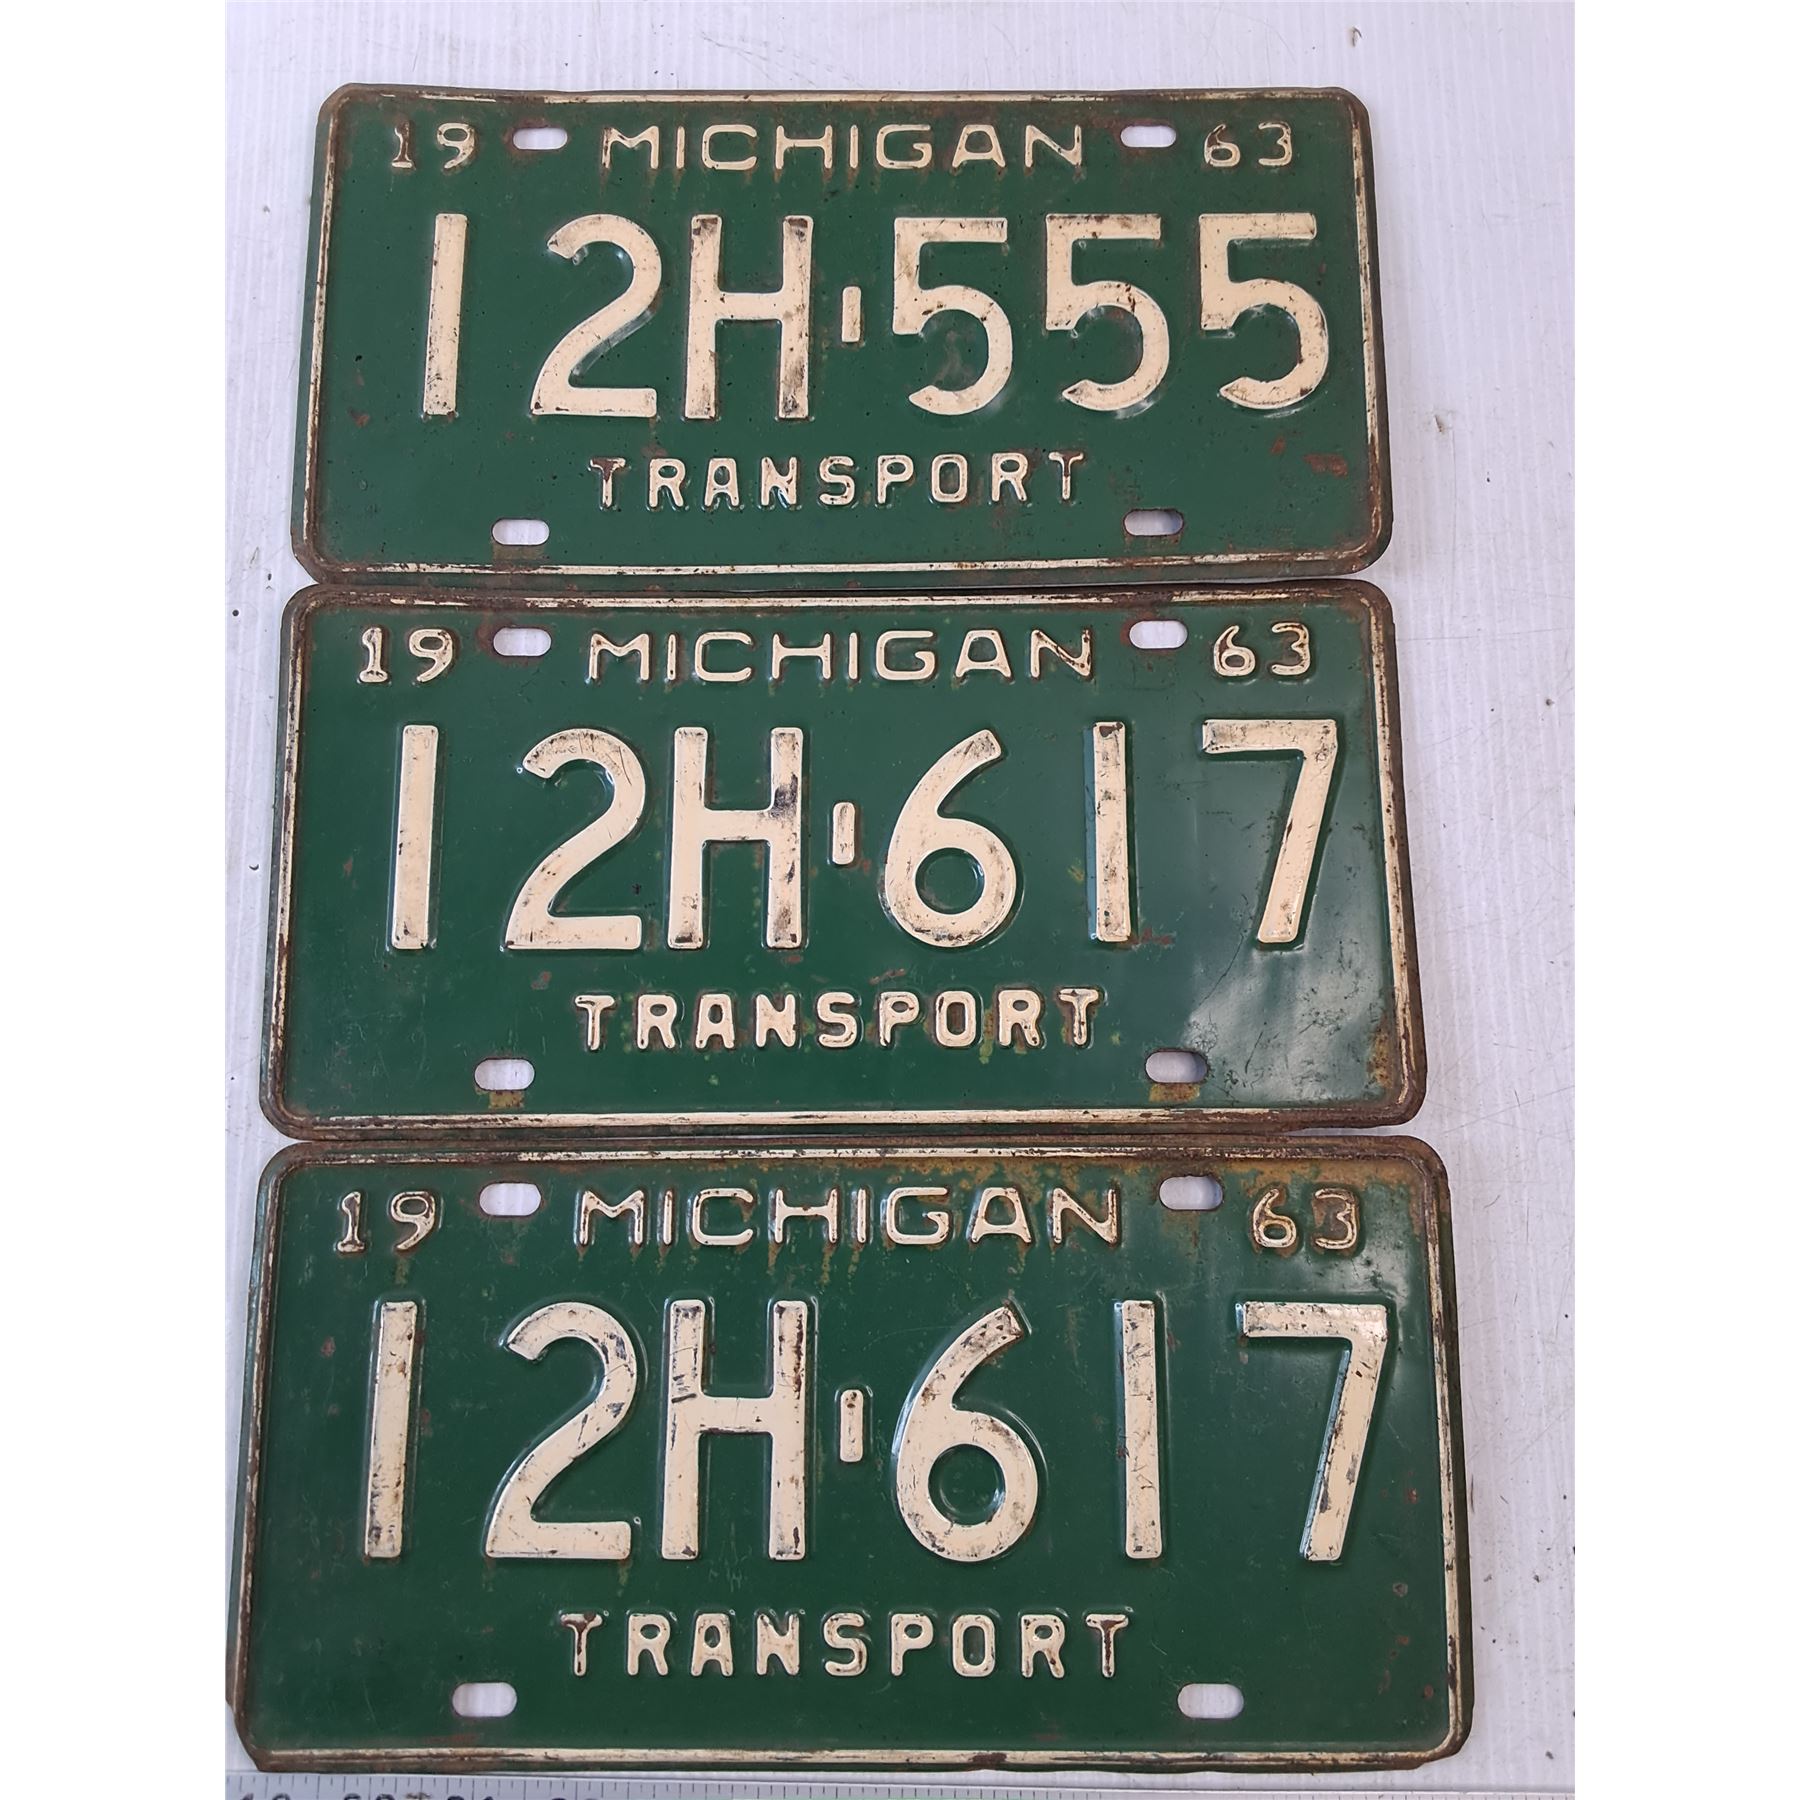 19 MICHIGAN 63
12H-555
TRANSPORT
19 MICHIGAN 63
12H-617
TRANSPORT
19 MICHIGAN 63
12H-617
TRANSPORT